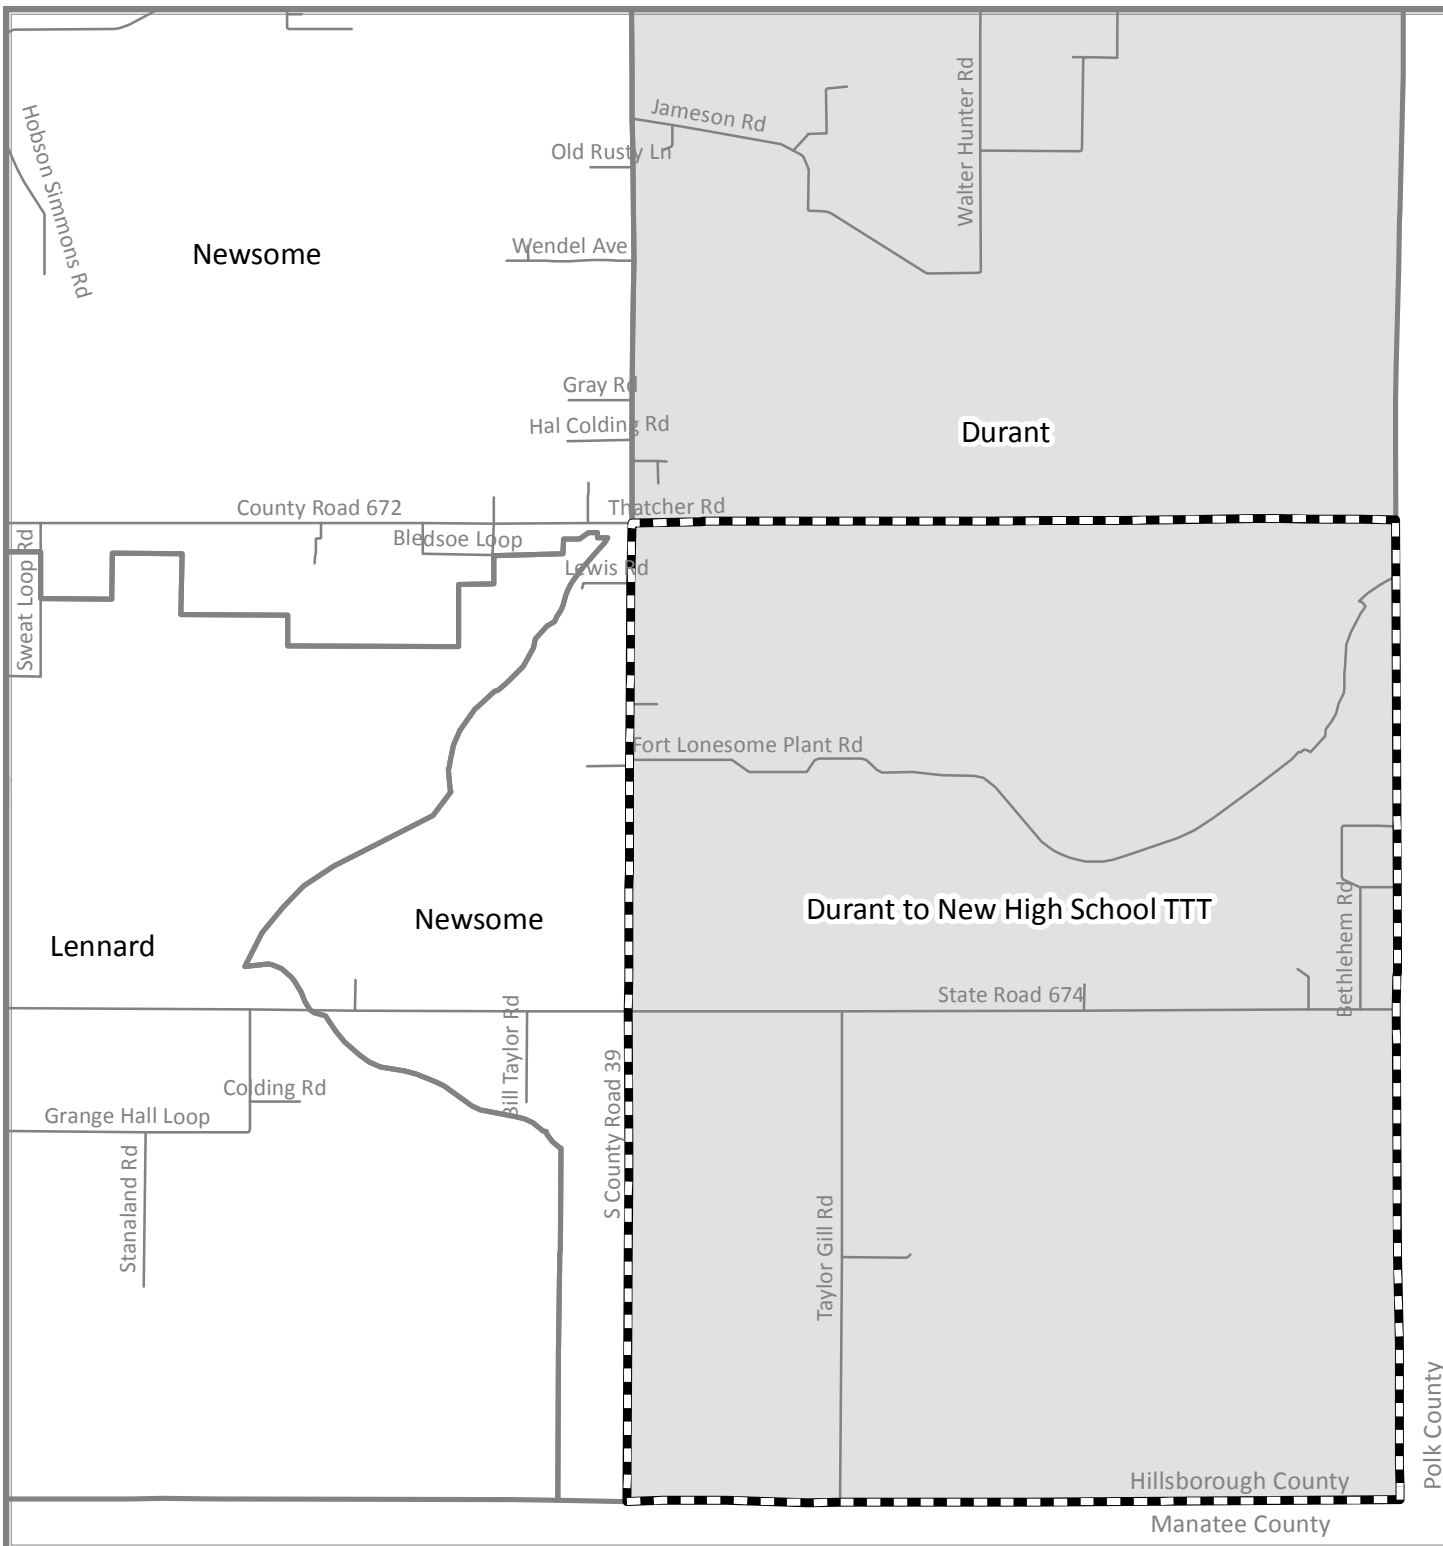 Hobson Simmons Rd
Jameson Rd
Walter Hunter Rd
Old Rusty Ln
Newsome
Wendel Ave
Gray Rd
Hal Colding Rd
Durant
County Road 672
Thatcher Rd
Bledsoe Loop
Sweat Loop Rd
Lewis Rd
Fort Lonesome Plant Rd
Durant to New High School TTT
Newsome
Lennard
Bethlehem Rd
State Road 674
Bill Taylor Rd
S County Road 39
Colding Rd
Grange Hall Loop
Stanaland Rd
Taylor Gill Rd
Polk County
Hillsborough County
Manatee County